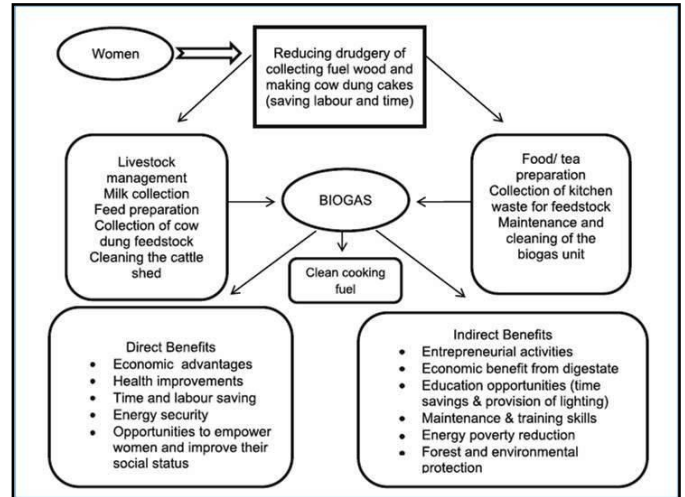 Women
Reducing drudgery of
collecting fuel wood and
making cow dung cakes
(saving labour and time)
Livestock
management
Milk collection
Feed preparation
Collection of cow
dung feedstock
Cleaning the cattle
shed
BIOGAS
Food/ tea
preparation
Collection of kitchen
waste for feedstock
Maintenance and
cleaning of the
biogas unit
Clean cooking
fuel
Direct Benefits
• Economic advantages
• Health improvements
• Time and labour saving
• Energy security
• Opportunities to empower
women and improve their
social status
Indirect Benefits
• Entrepreneurial activities
• Economic benefit from digestate
• Education opportunities (time
savings & provision of lighting)
• Maintenance & training skills
• Energy poverty reduction
• Forest and environmental
protection